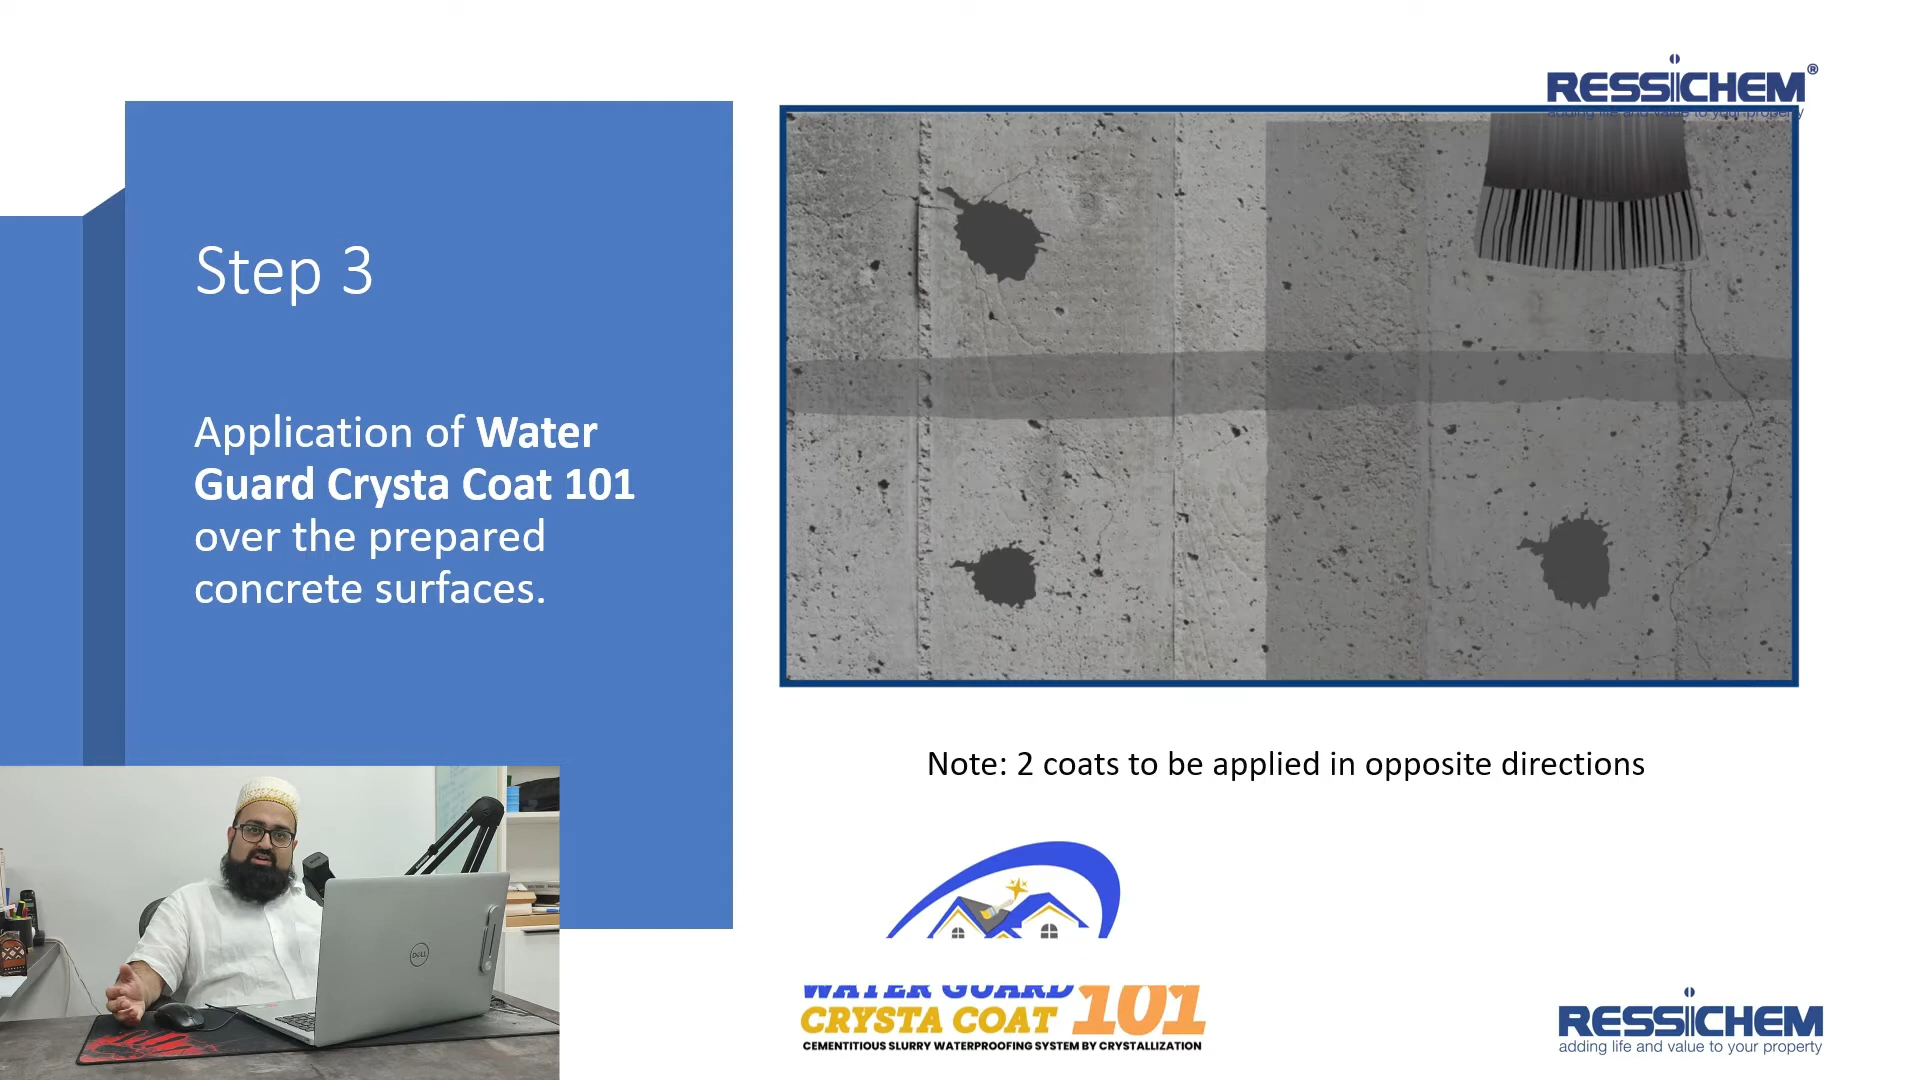 RESSICHEM®
adding life and value to your property
Step 3
Application of Water
Guard Crysta Coat 101
over the prepared
concrete surfaces.
Note: 2 coats to be applied in opposite directions
DELL
WATER GUARD
CRYSTA COAT 101
CEMENTITIOUS SLURRY WATERPROOFING SYSTEM BY CRYSTALLIZATION
RESSICHEM
adding life and value to your property